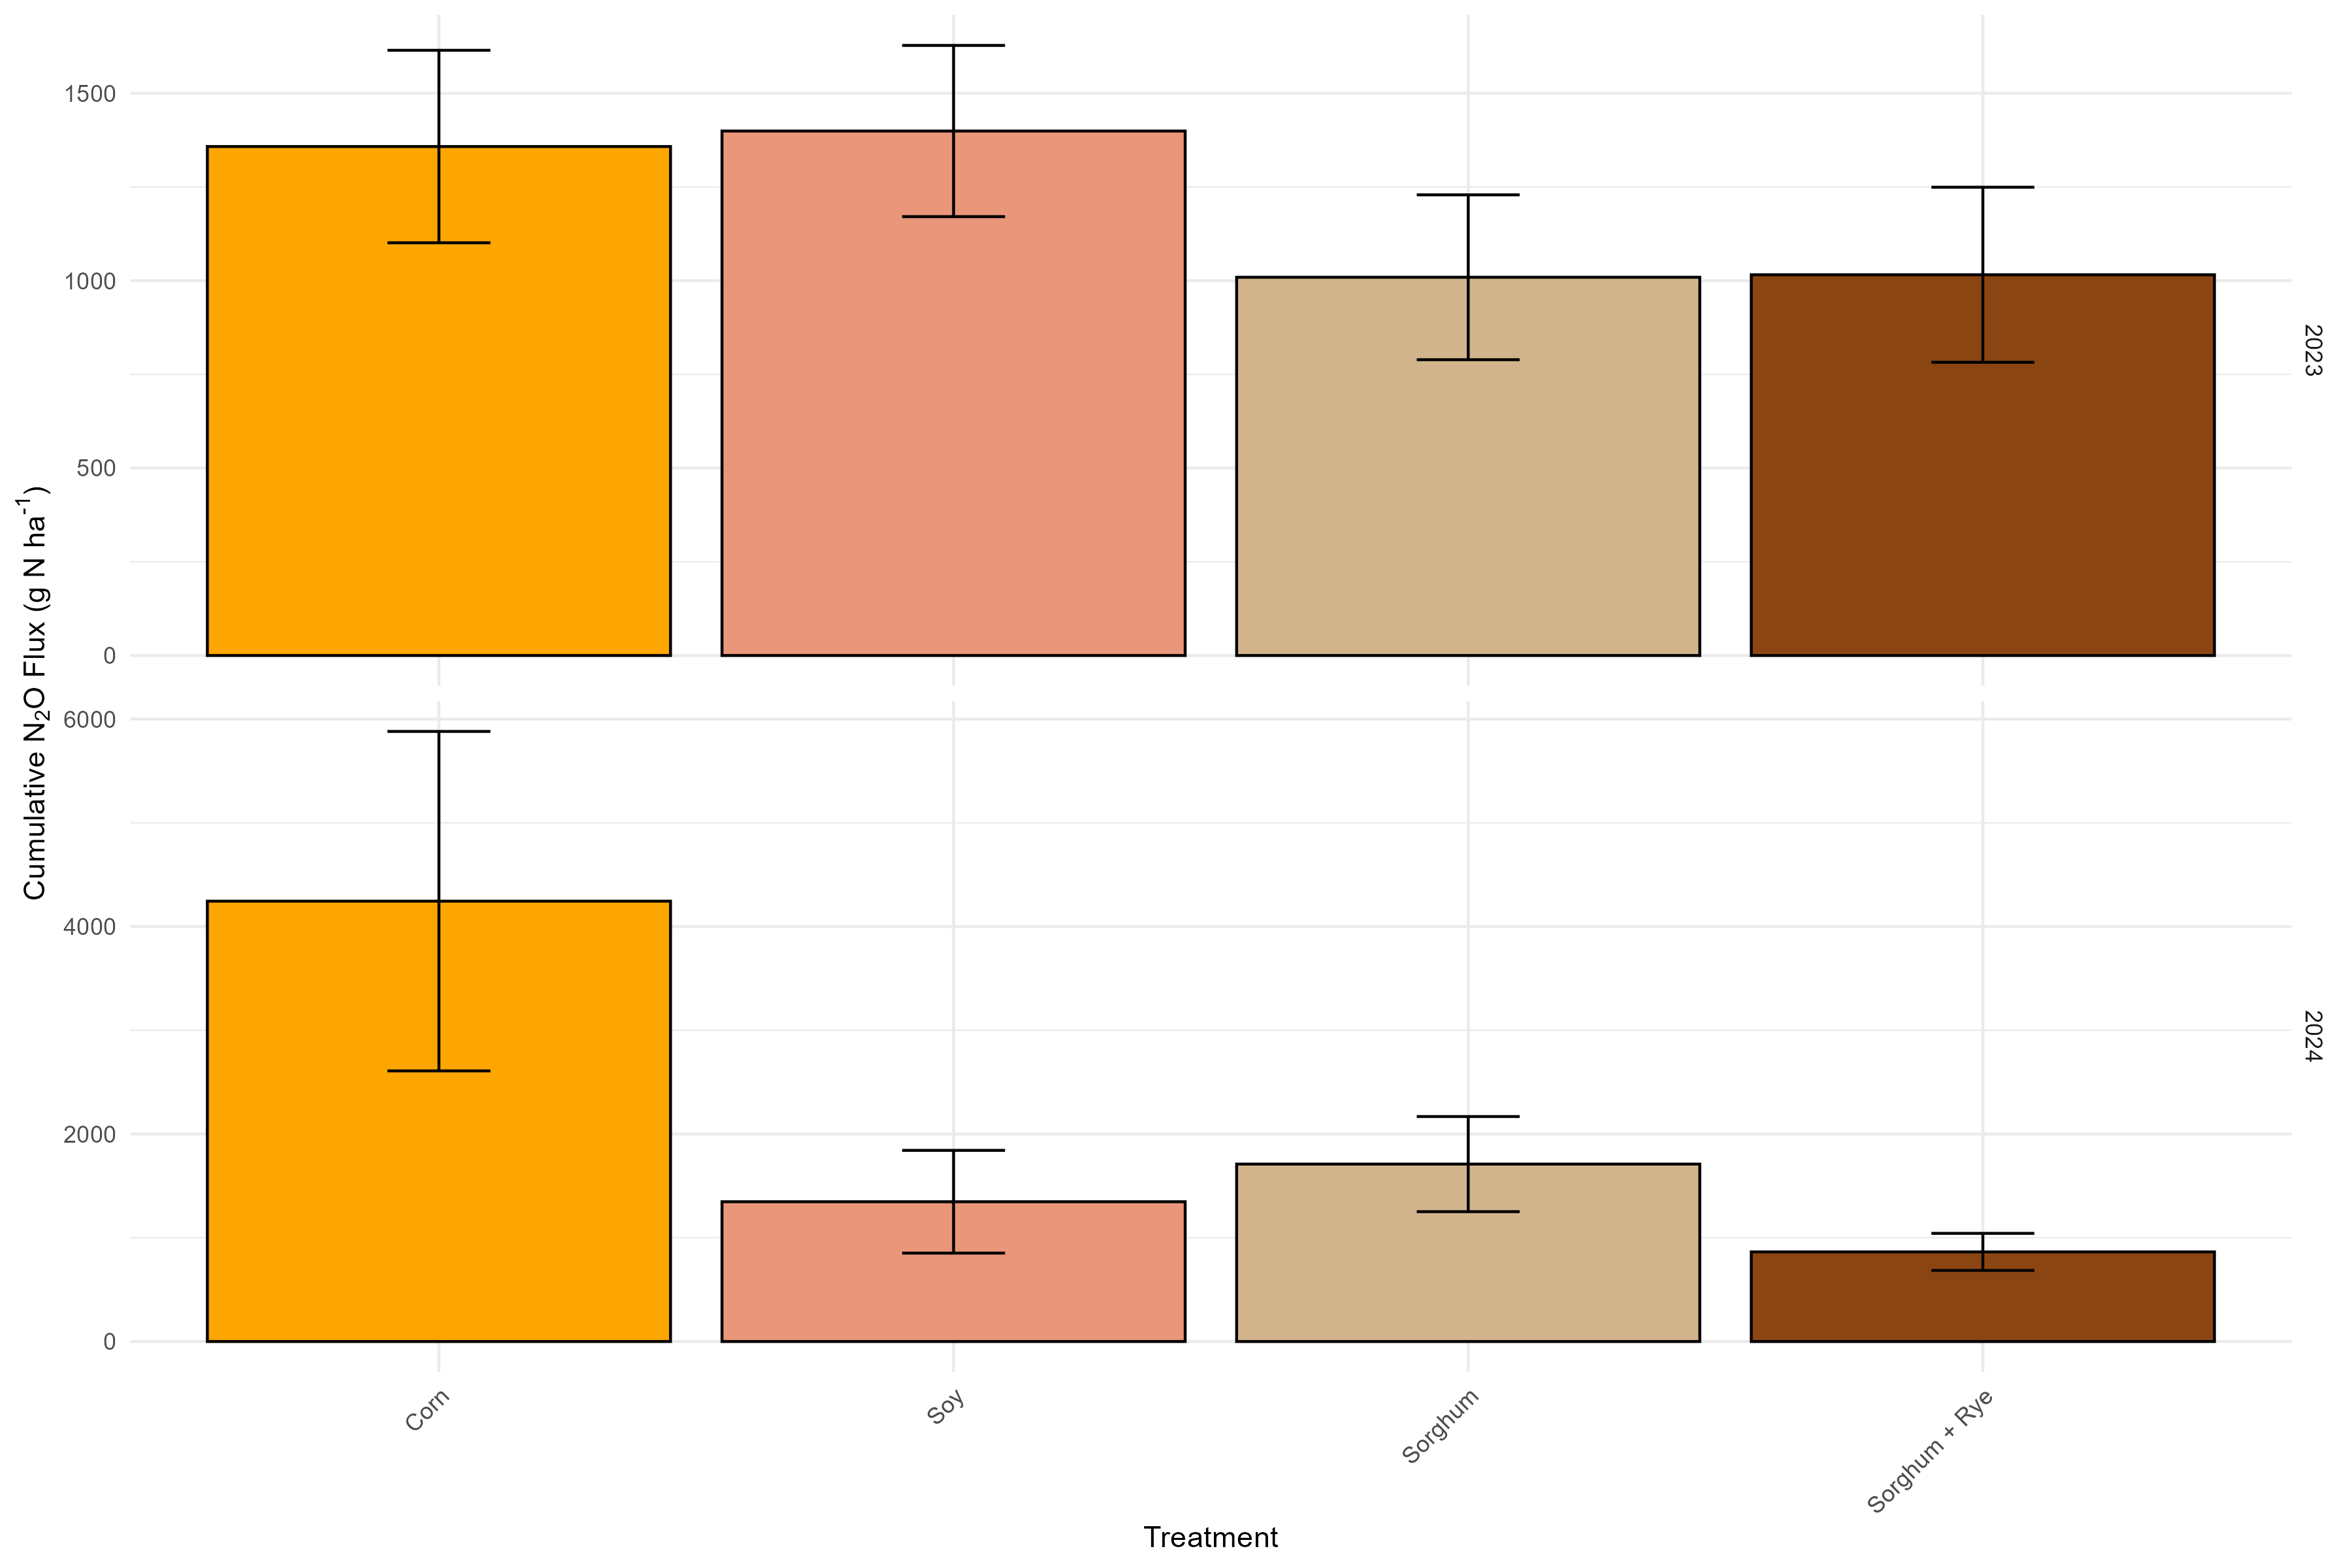 Cumulative N₂O Flux (g N ha⁻¹)
1500
1000
500
0
2023
6000
4000
2000
0
2024
Corn
Soy
Sorghum
Sorghum + Rye
Treatment